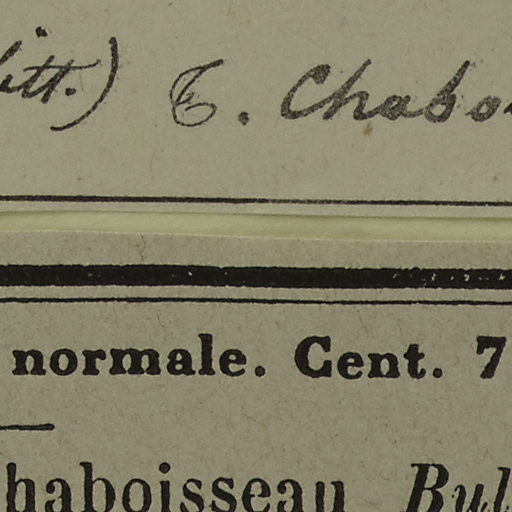 litt.) T. Chabo
normale. Cent. 7
haboisseau Bul